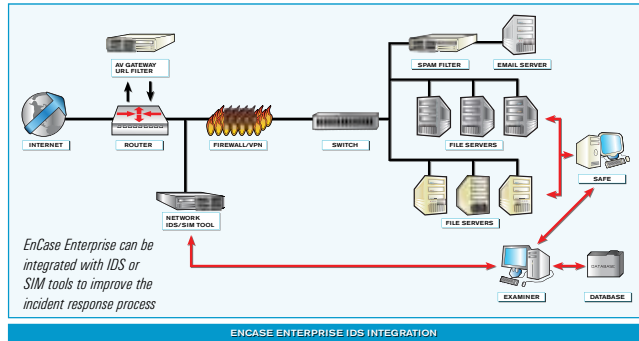 AV GATEWAY
URL FILTER
SPAM FILTER
EMAIL SERVER
INTERNET
ROUTER
FIREWALL/VPN
SWITCH
FILE SERVERS
SAFE
NETWORK
IDS/SIM TOOL
FILE SERVERS
EnCase Enterprise can be
integrated with IDS or
SIM tools to improve the
incident response process
DATABASE
EXAMINER
DATABASE
ENCASE ENTERPRISE IDS INTEGRATION